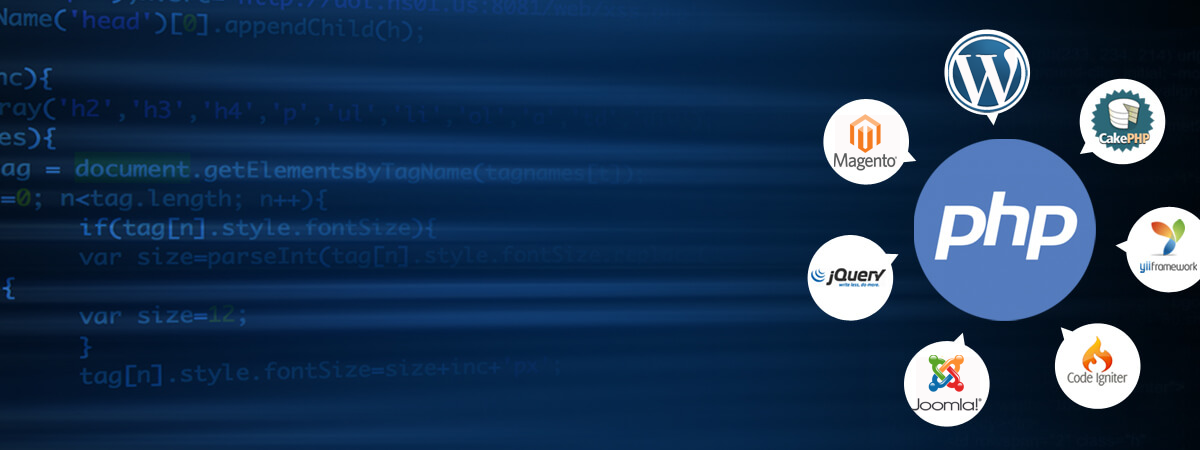 Name('head')[0].appendChild(h);
nc){
ray('h2','h3','h4','p','ul',
es){
ag = document.getElementsByTagName(tagnames[t]);
=0; n<tag.length; n++){
if(tag[n].style.fontSize){
var size=parseInt(tag[n].style.fontSize.
{
var size=12;
}
tag[n].style.fontSize=size+inc+'px';
W
CakePHP
Magento
php
yiiframework
jQuery
write less, do more.
Code Igniter
Joomla!